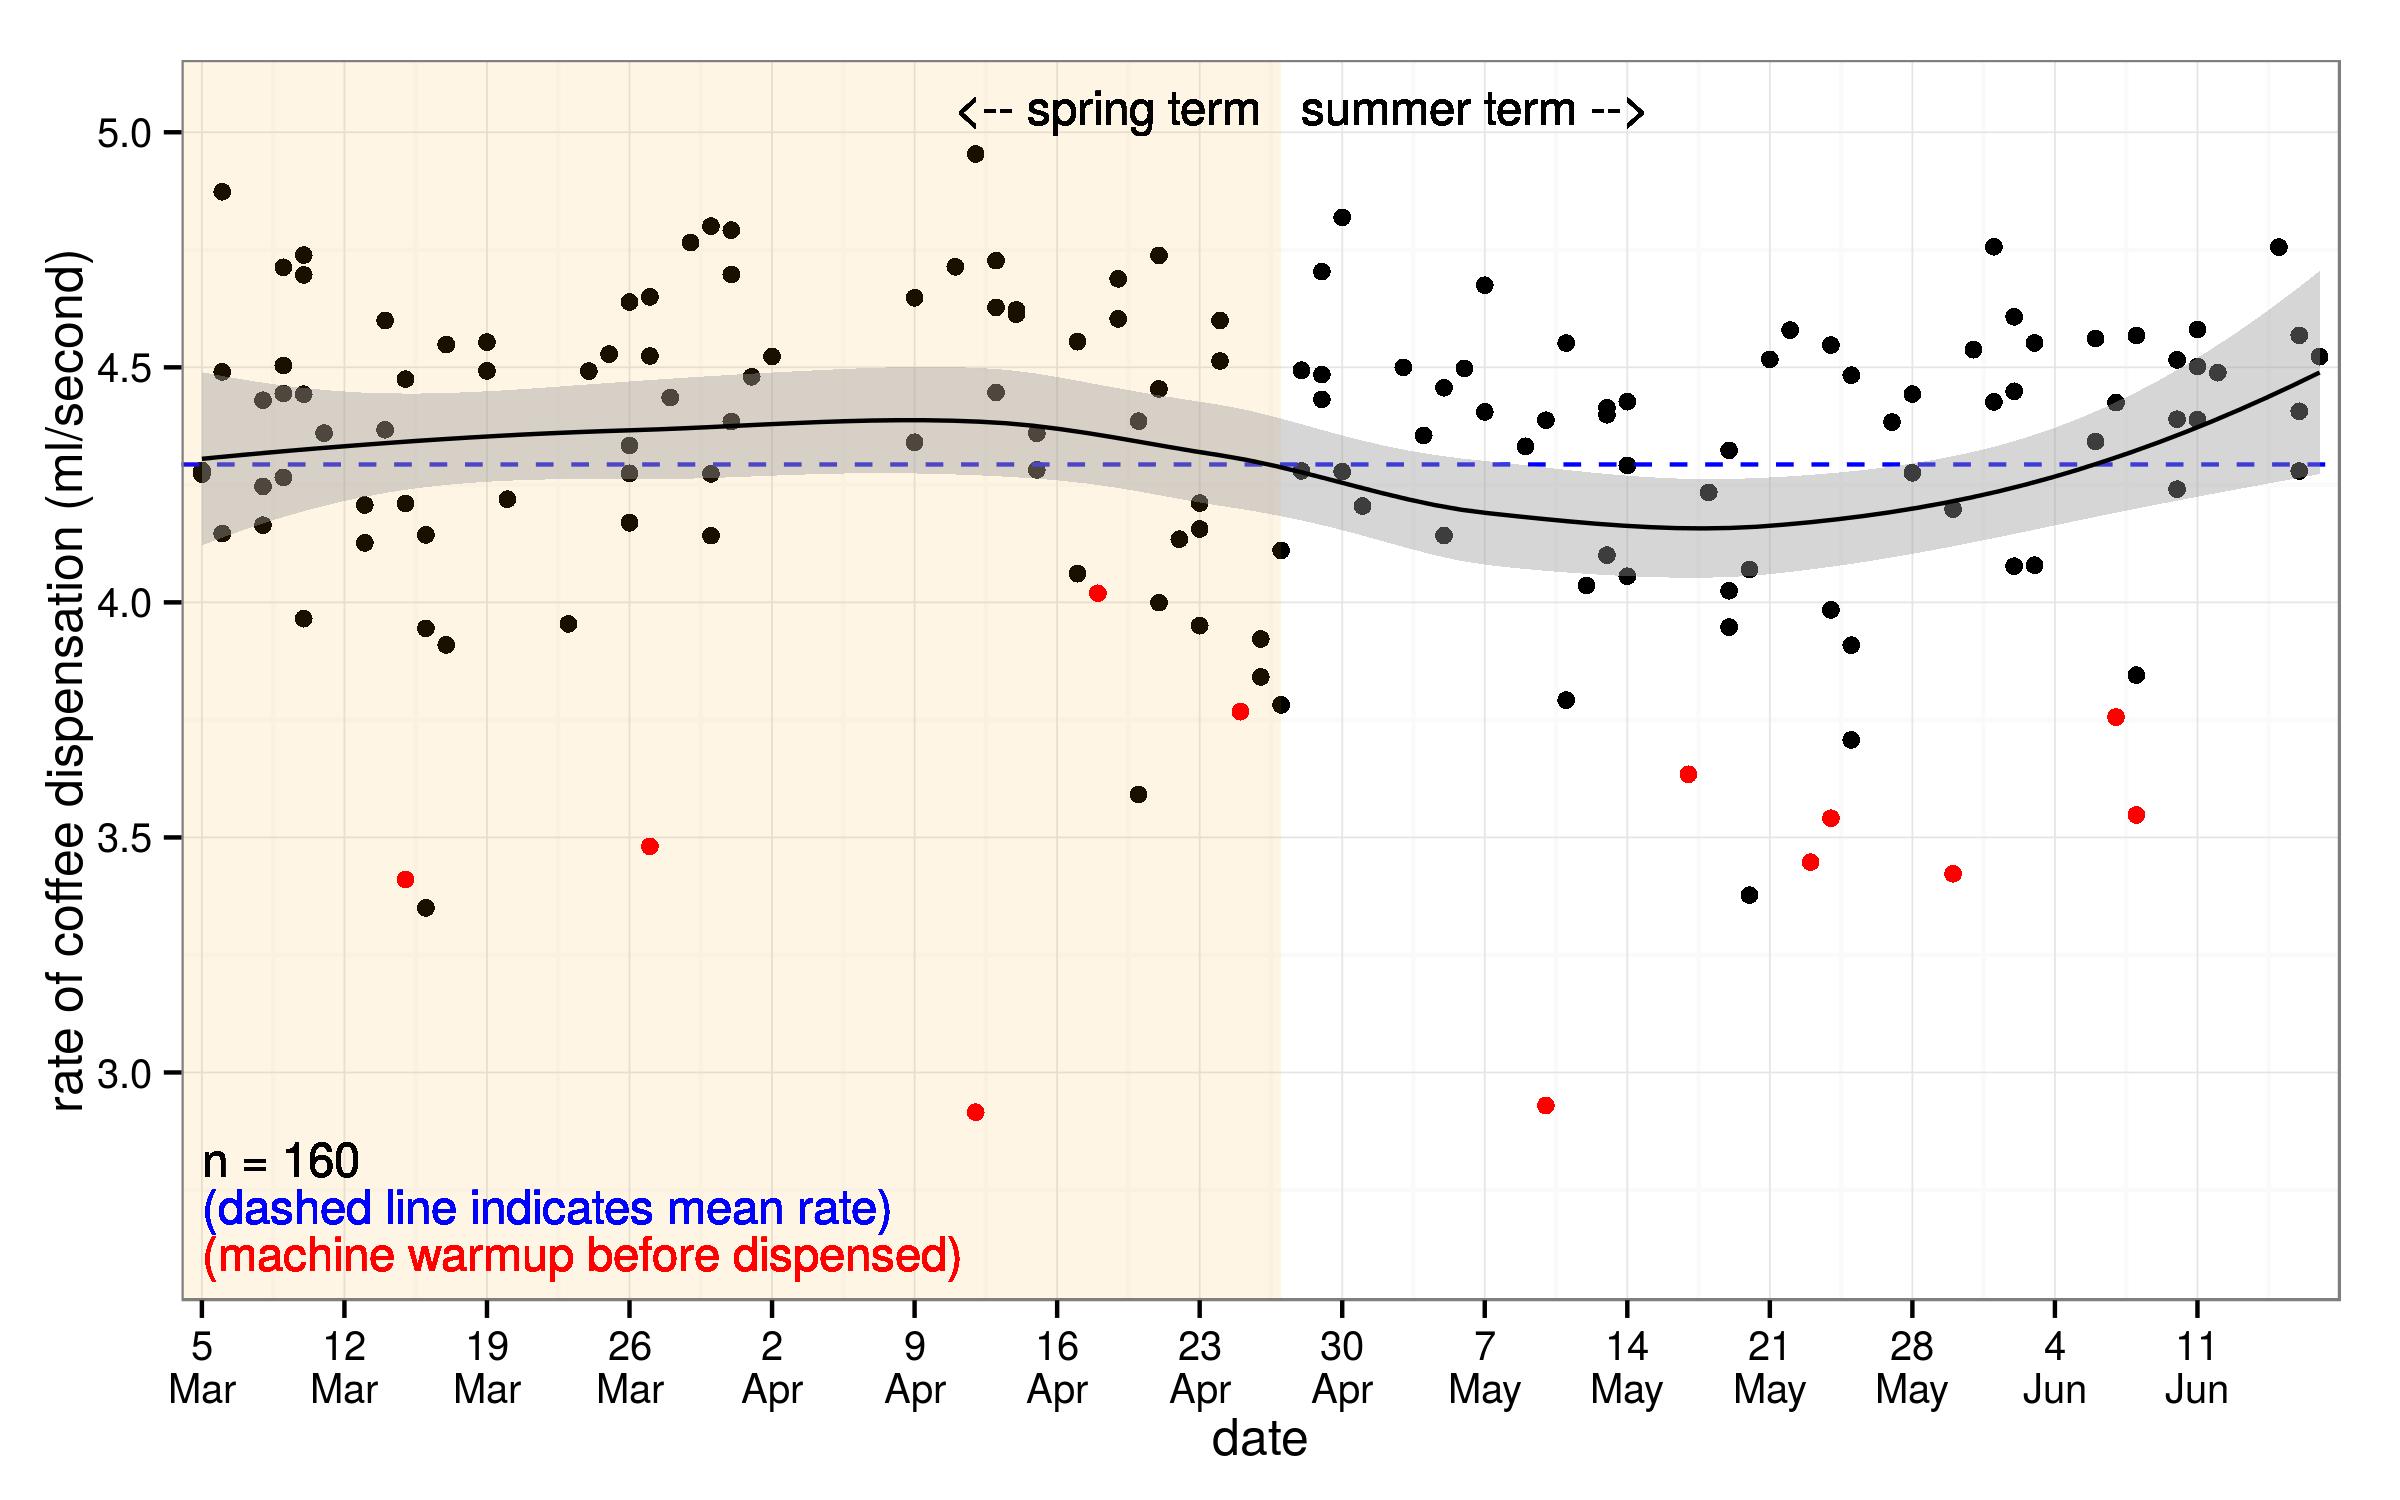 <-- spring term summer term -->
5.0
4.5
4.0
3.5
3.0
rate of coffee dispensation (ml/second)
n = 160
(dashed line indicates mean rate)
(machine warmup before dispensed)
5 12 19 26 2 9 16 23 30 7 14 21 28 4 11
Mar Mar Mar Mar Apr Apr Apr Apr Apr May May May May Jun Jun
date